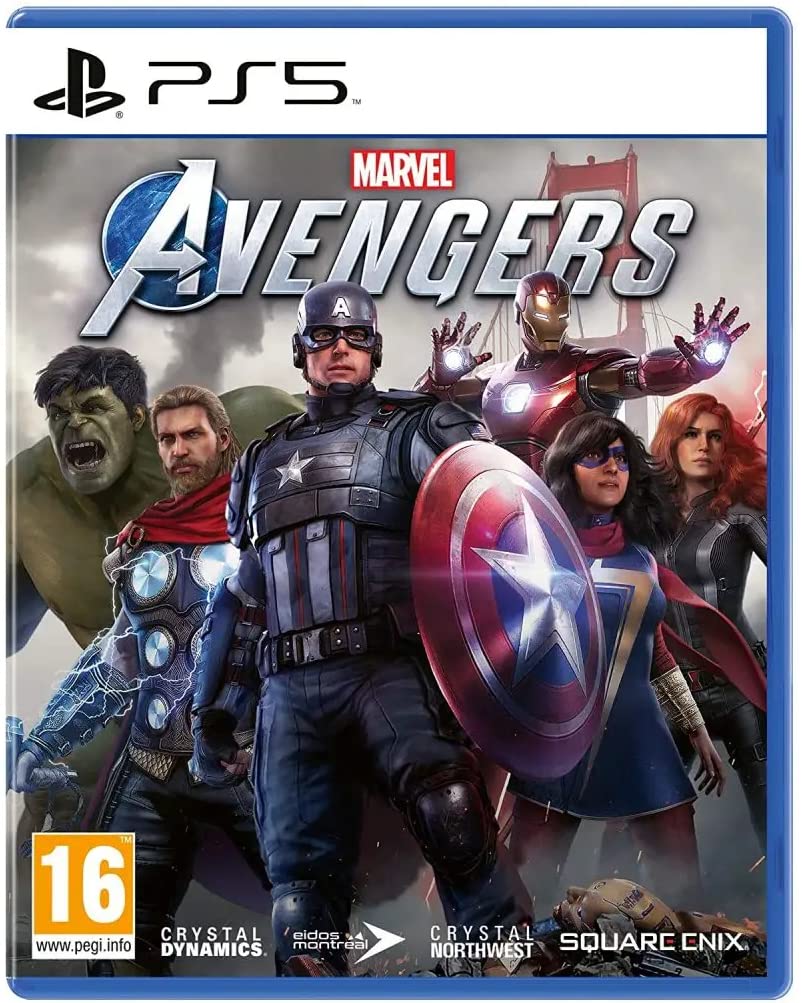 PS5
MARVEL
AVENGERS
A
16
www.pegi.info
CRYSTAL
DYNAMICS
eidos
montreal
CRYSTAL
NORTHWEST
SQUARE ENIX